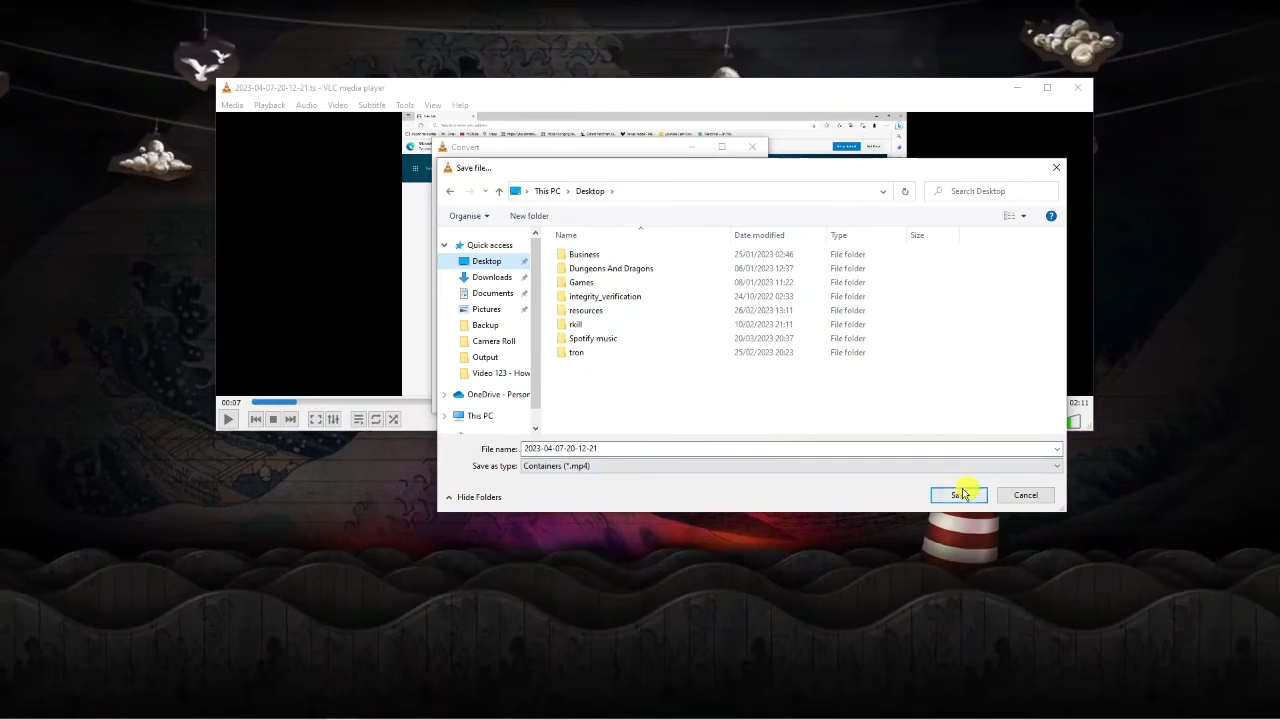 2023-04-07-20-12-21.ts - VLC media player
Media Playback Audio Video Subtitle Tools View Help
Convert
Save file...
This PC Desktop
Search Desktop
Organise New folder
Name Date modified Type Size
Quick access
Desktop
Downloads
Documents
Pictures
Backup
Camera Roll
Output
Video 123 - How
OneDrive - Person
This PC
Business 25/01/2023 02:46 File folder
Dungeons And Dragons 06/01/2023 12:37 File folder
Games 08/01/2023 11:22 File folder
integrity_verification 24/10/2022 02:33 File folder
resources 26/02/2023 13:11 File folder
rkill 10/02/2023 21:11 File folder
Spotify music 20/03/2023 20:37 File folder
tron 25/02/2023 20:23 File folder
00:07
02:11
File name: 2023-04-07-20-12-21
Save as type: Containers (*.mp4)
Hide Folders
Cancel